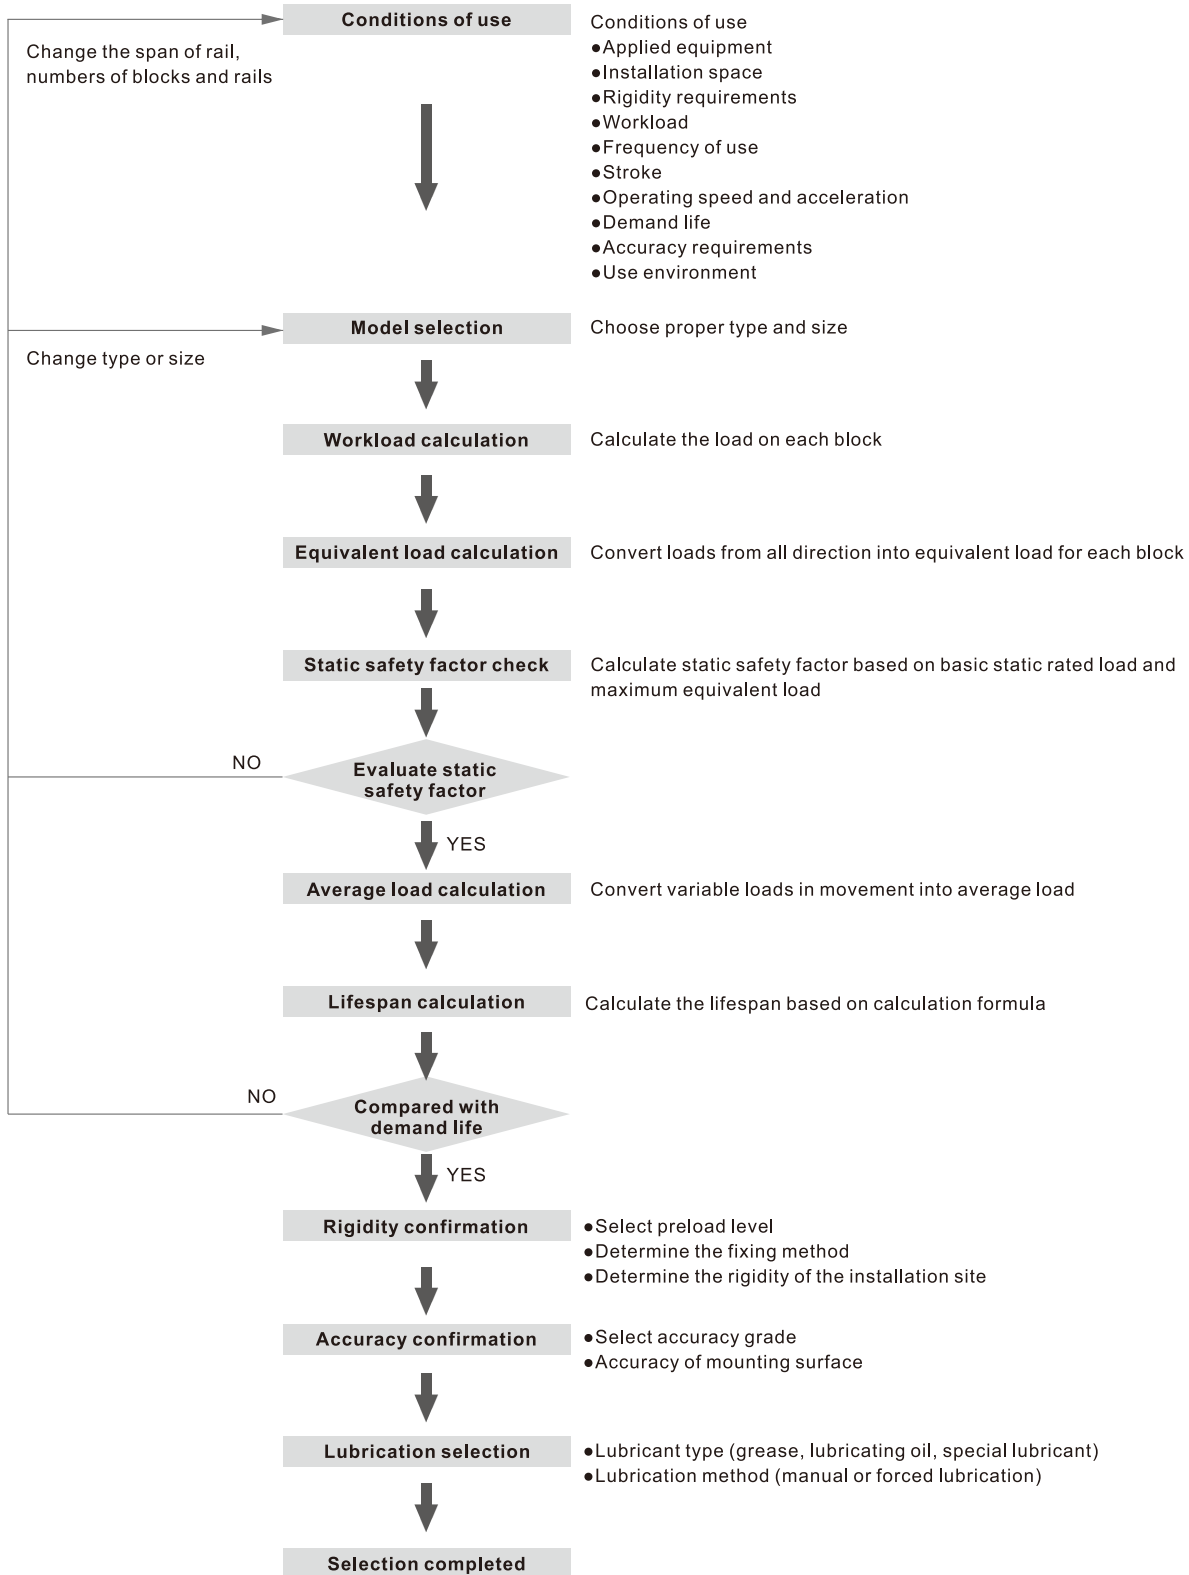 Conditions of use
Change the span of rail,
numbers of blocks and rails
Conditions of use
●Applied equipment
●Installation space
●Rigidity requirements
●Workload
●Frequency of use
●Stroke
●Operating speed and acceleration
●Demand life
●Accuracy requirements
●Use environment
Model selection
Choose proper type and size
Change type or size
Workload calculation
Calculate the load on each block
Equivalent load calculation
Convert loads from all direction into equivalent load for each block
Static safety factor check
Calculate static safety factor based on basic static rated load and
maximum equivalent load
NO
Evaluate static
safety factor
YES
Average load calculation
Convert variable loads in movement into average load
Lifespan calculation
Calculate the lifespan based on calculation formula
NO
Compared with
demand life
YES
Rigidity confirmation
●Select preload level
●Determine the fixing method
●Determine the rigidity of the installation site
Accuracy confirmation
●Select accuracy grade
●Accuracy of mounting surface
Lubrication selection
●Lubricant type (grease, lubricating oil, special lubricant)
●Lubrication method (manual or forced lubrication)
Selection completed